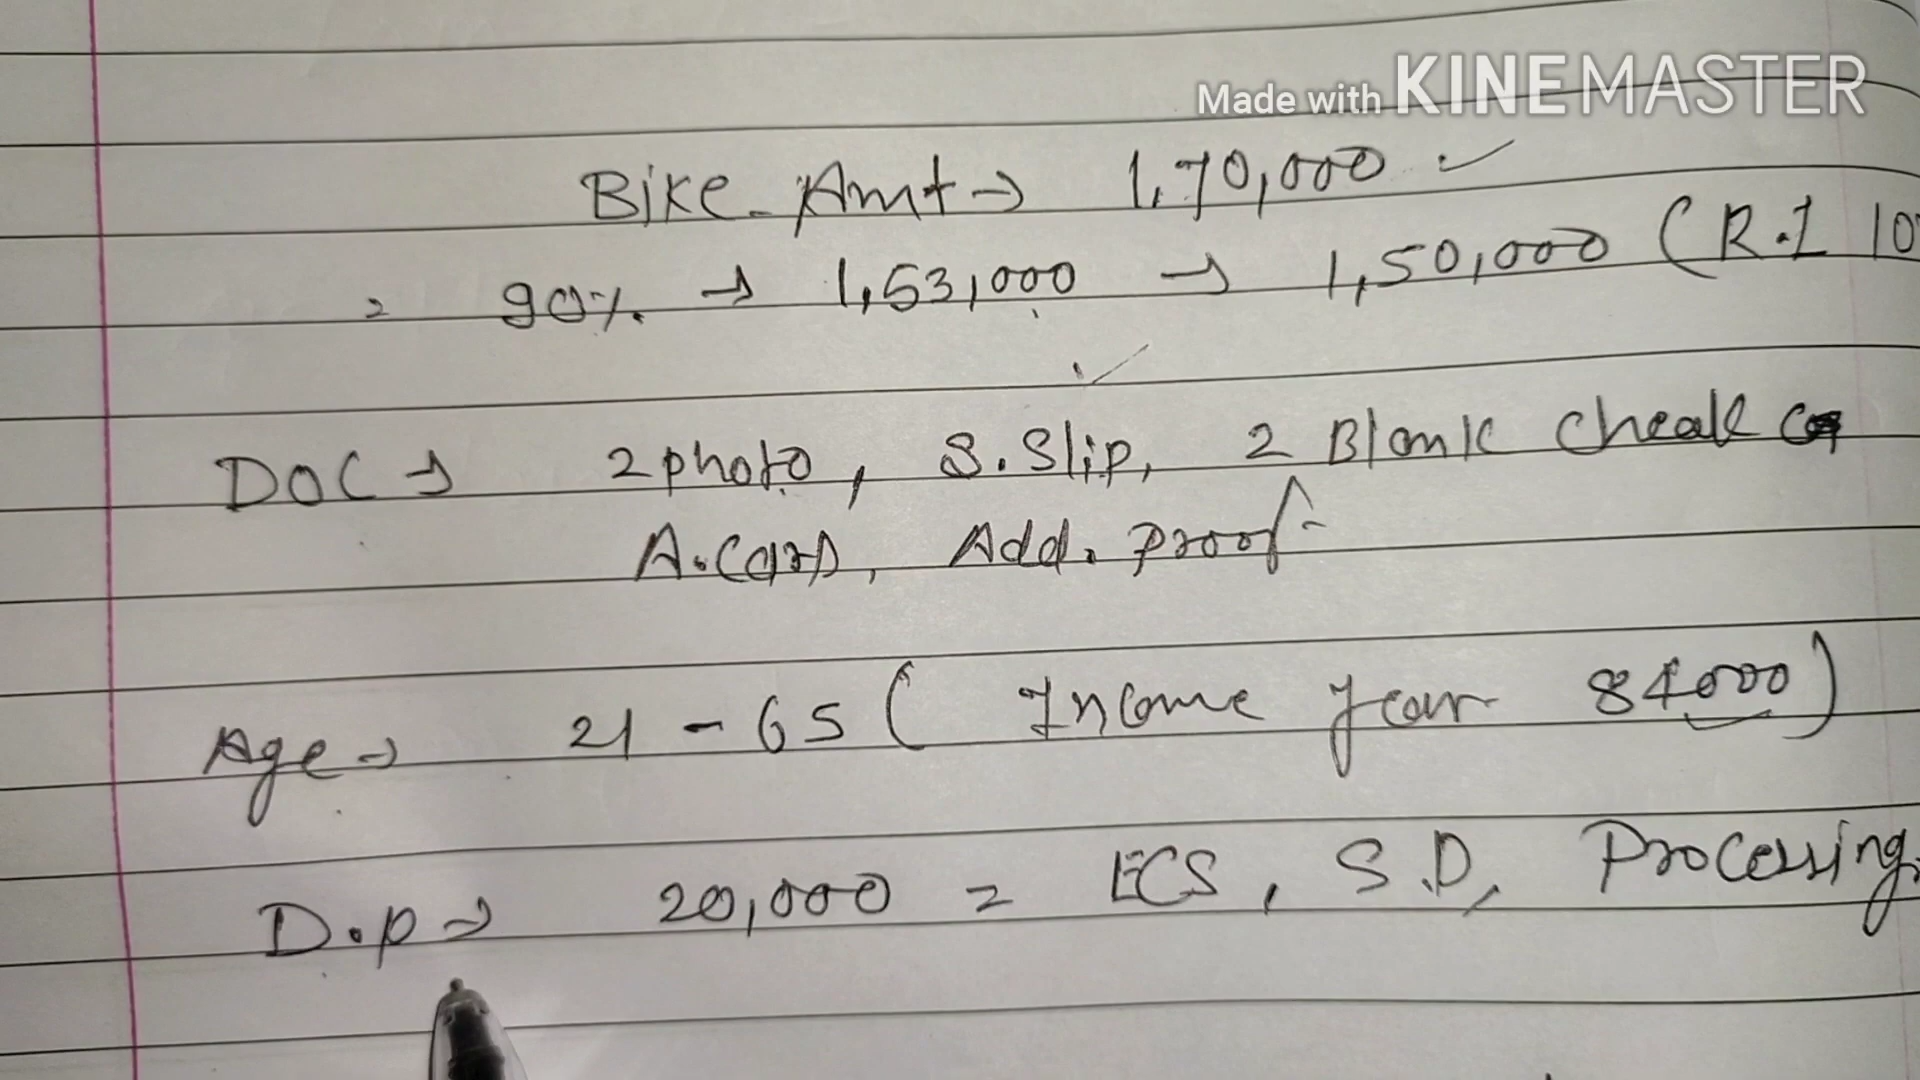 Made with KINEMASTER
Bike Amt → 1,70,000 ✓
= 90% → 1,53,000 → 1,50,000 (R.I 10
DOC → 2 photo, S. Slip, 2 Blank Cheak
A. Card, Add. Proof
Age → 21 - 65 ( Income year 84000)
D.p → 20,000 = ECS, S.D, Processing